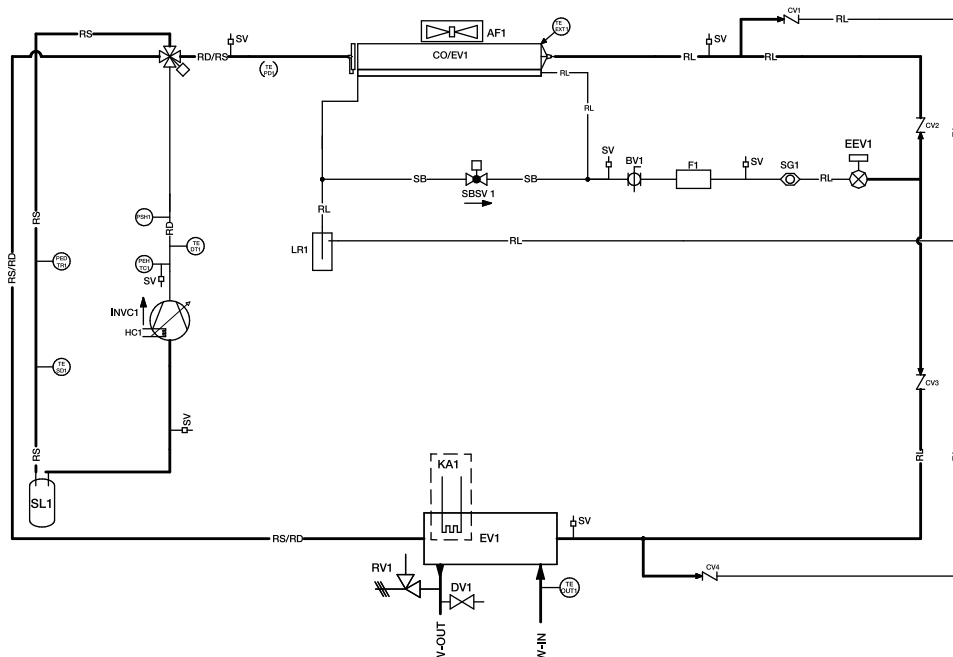 CV1
RL
RS
SV
AF1
TE
EXT1
SV
RD/RS
TE
PD1
CO/EV1
RL
RL
RL
RL
CV2
EEV1
SV
BV1
F1
SV
SG1
SB
SB
RL
SBSV 1
RS
RL
PSH1
RD
TE
DT1
LR1
RL
RS/RD
PED
TR1
PEH
TC1
SV
INVC1
HC1
TE
SD1
CV3
SV
RS
RL
KA1
SL1
SV
RS/RD
EV1
RV1
CV4
RL
DV1
TE
OUT1
W-OUT
W-IN